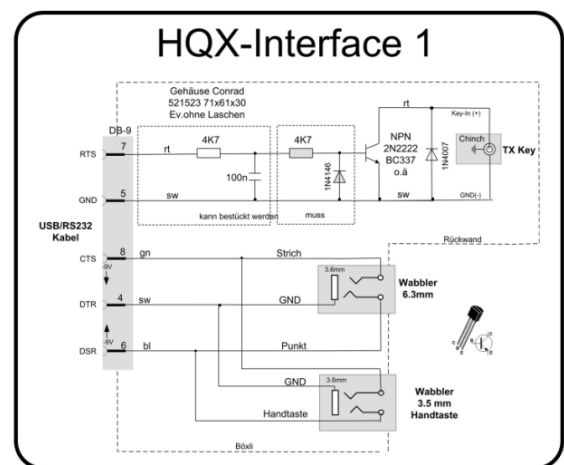 HQX-Interface 1
Gehäuse Conrad
521523 71x61x30
Ev.ohne Laschen
DB-9
RTS
7
rt
4K7
100n
kann bestückt werden
4K7
1N4146
muss
rt
NPN
2N2222
BC337
o.ä
1N4007
Key-In (+)
Chinch
TX Key
GND
5
sw
sw
GND(-)
USB/RS232
Kabel
Rückwand
CTS
8
gn
Strich
-9V
3.6mm
Wabbler
6.3mm
DTR
4
sw
GND
-9V
DSR
6
bl
Punkt
GND
3.6mm
Wabbler
3.5 mm
Handtaste
Handtaste
Böxli